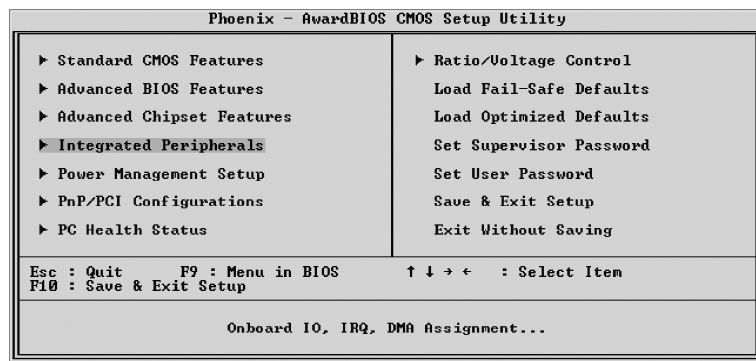 Phoenix - AwardBIOS CMOS Setup Utility
▶ Standard CMOS Features
▶ Advanced BIOS Features
▶ Advanced Chipset Features
▶ Integrated Peripherals
▶ Power Management Setup
▶ PnP/PCI Configurations
▶ PC Health Status
▶ Ratio/Voltage Control
Load Fail-Safe Defaults
Load Optimized Defaults
Set Supervisor Password
Set User Password
Save & Exit Setup
Exit Without Saving
Esc : Quit F9 : Menu in BIOS ↑ ↓ → ← : Select Item
F10 : Save & Exit Setup
Onboard IO, IRQ, DMA Assignment...